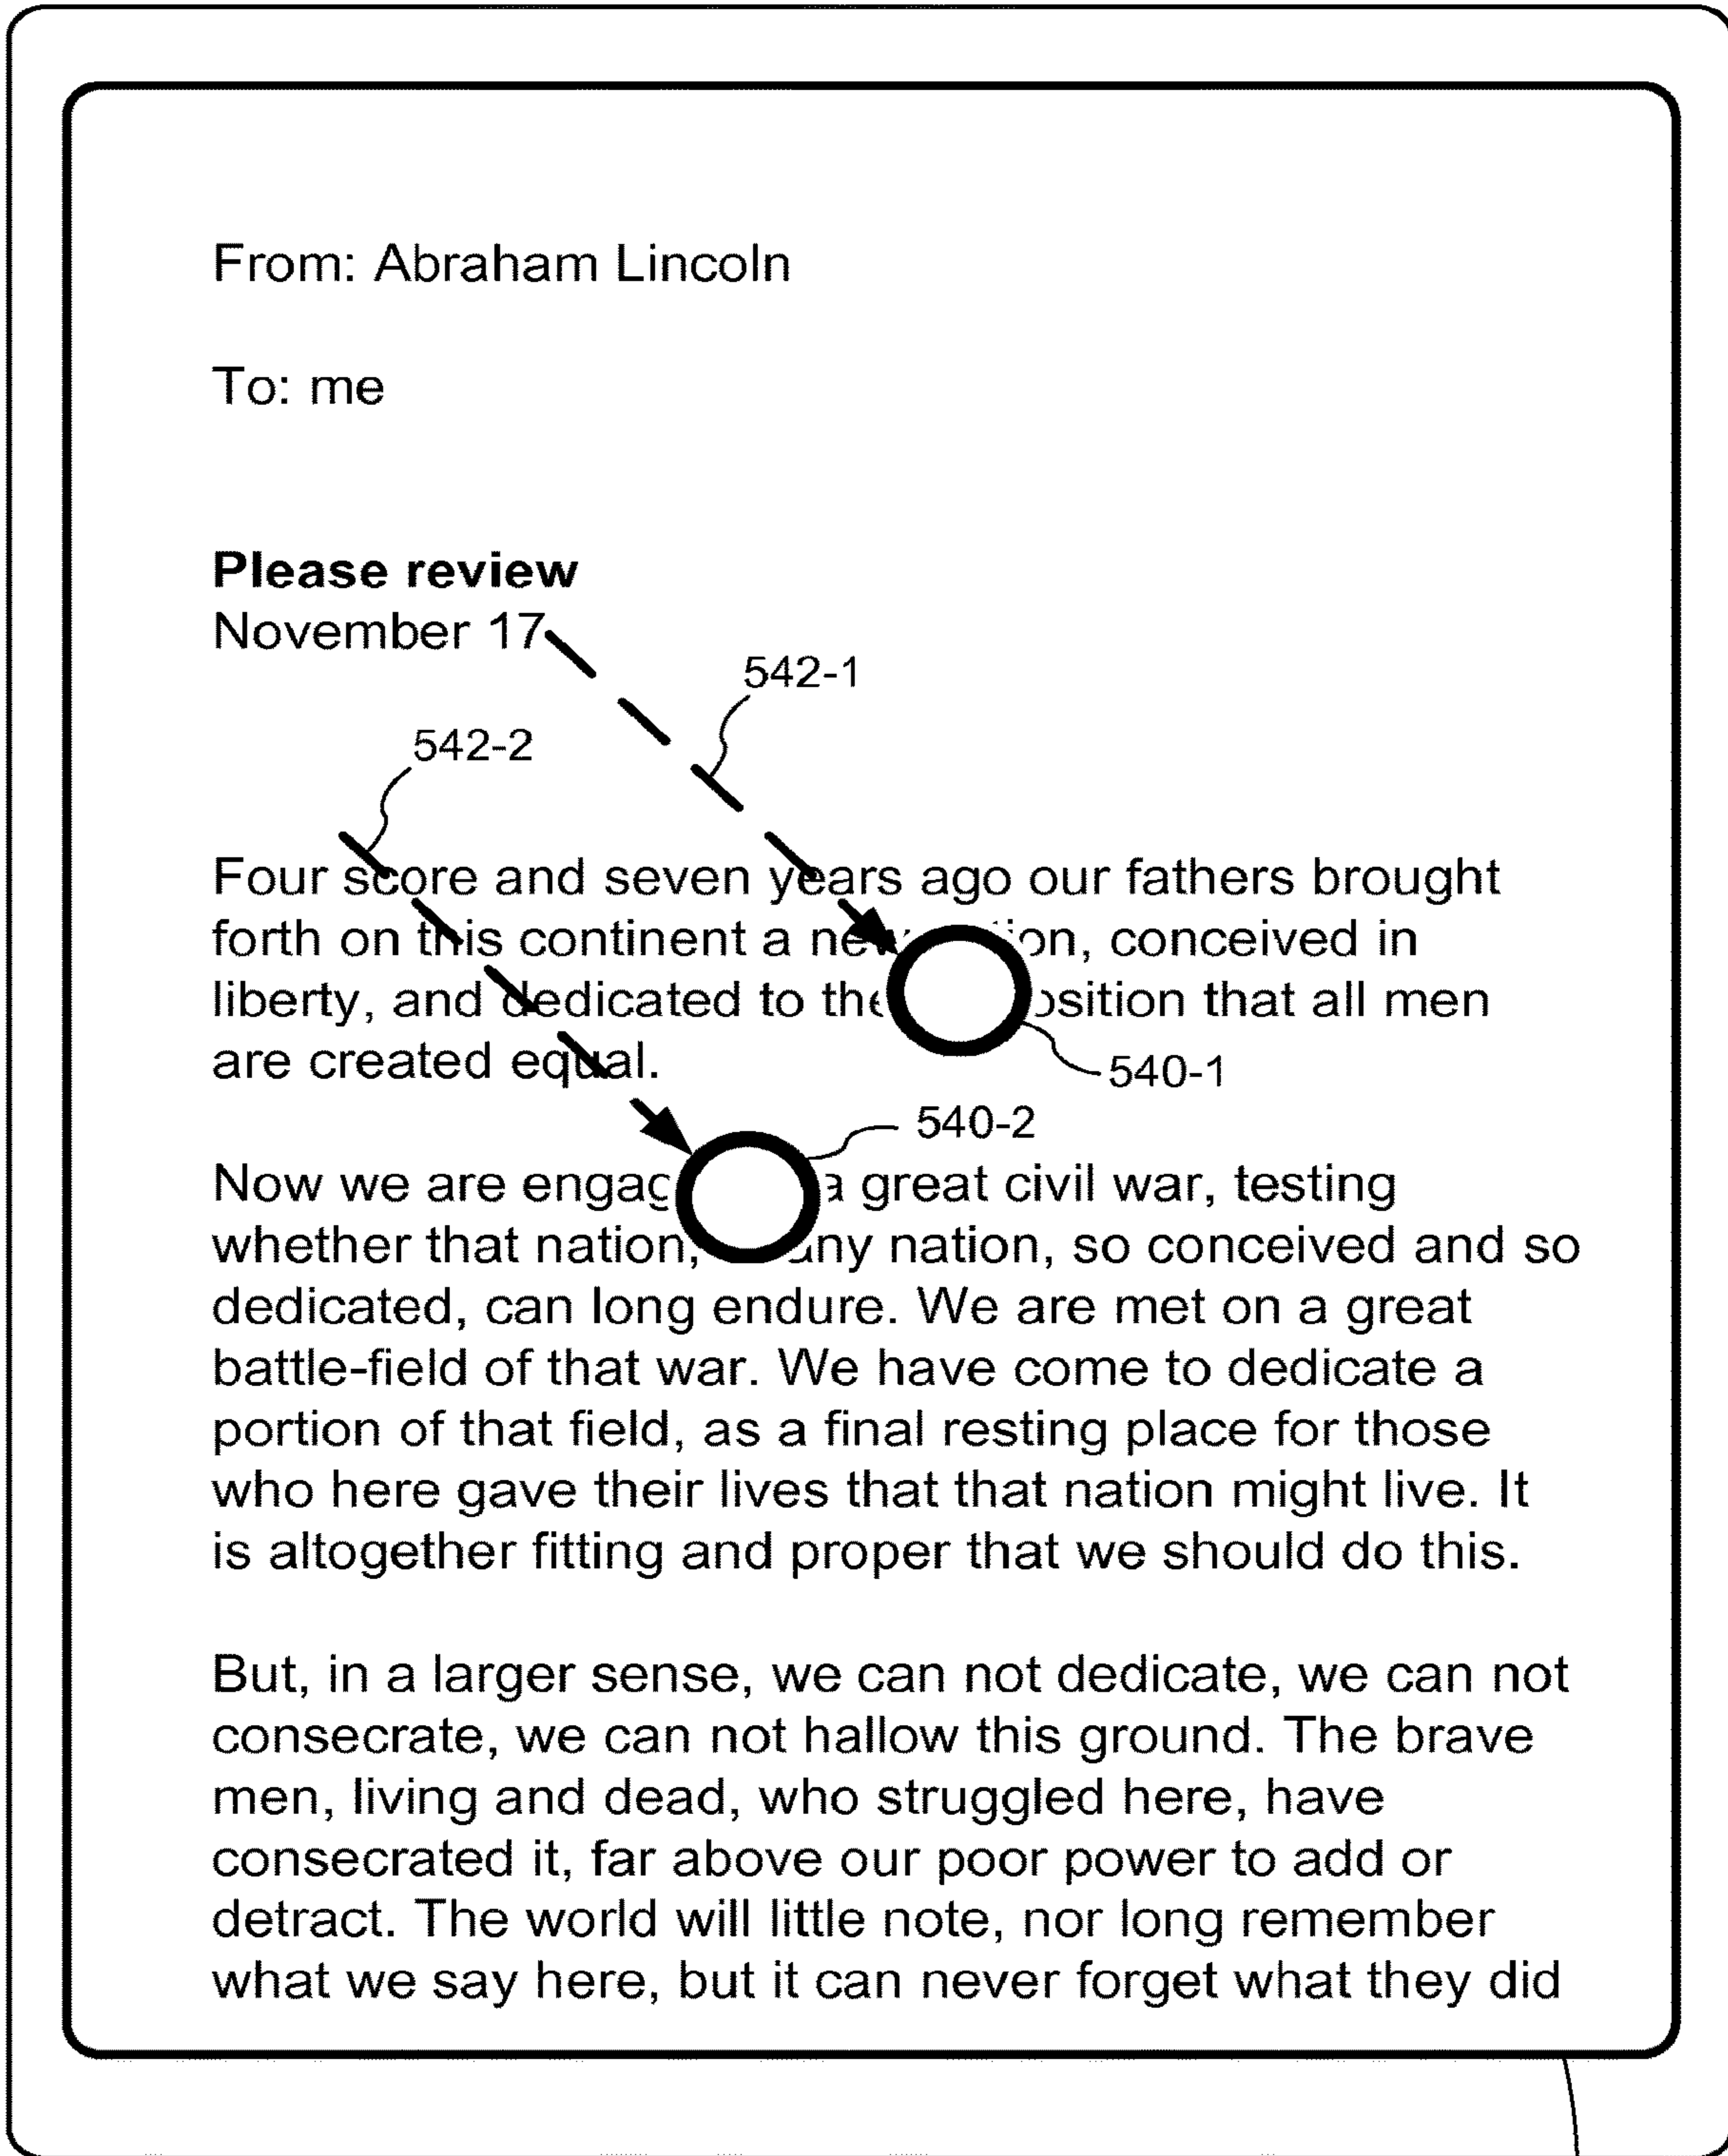 From: Abraham Lincoln
To: me
Please review
November 17
542-1
542-2
Four score and seven years ago our fathers brought
forth on this continent a new conceived in
liberty, and dedicated to the that all men
are created equal.
540-1
540-2
Now we are a great civil war, testing
whether that nation, any nation, so conceived and so
dedicated, can long endure. We are met on a great
battle-field of that war. We have come to dedicate a
portion of that field, as a final resting place for those
who here gave their lives that that nation might live. It
is altogether fitting and proper that we should do this.
But, in a larger sense, we can not dedicate, we can not
consecrate, we can not hallow this ground. The brave
men, living and dead, who struggled here, have
consecrated it, far above our poor power to add or
detract. The world will little note, nor long remember
what we say here, but it can never forget what they did